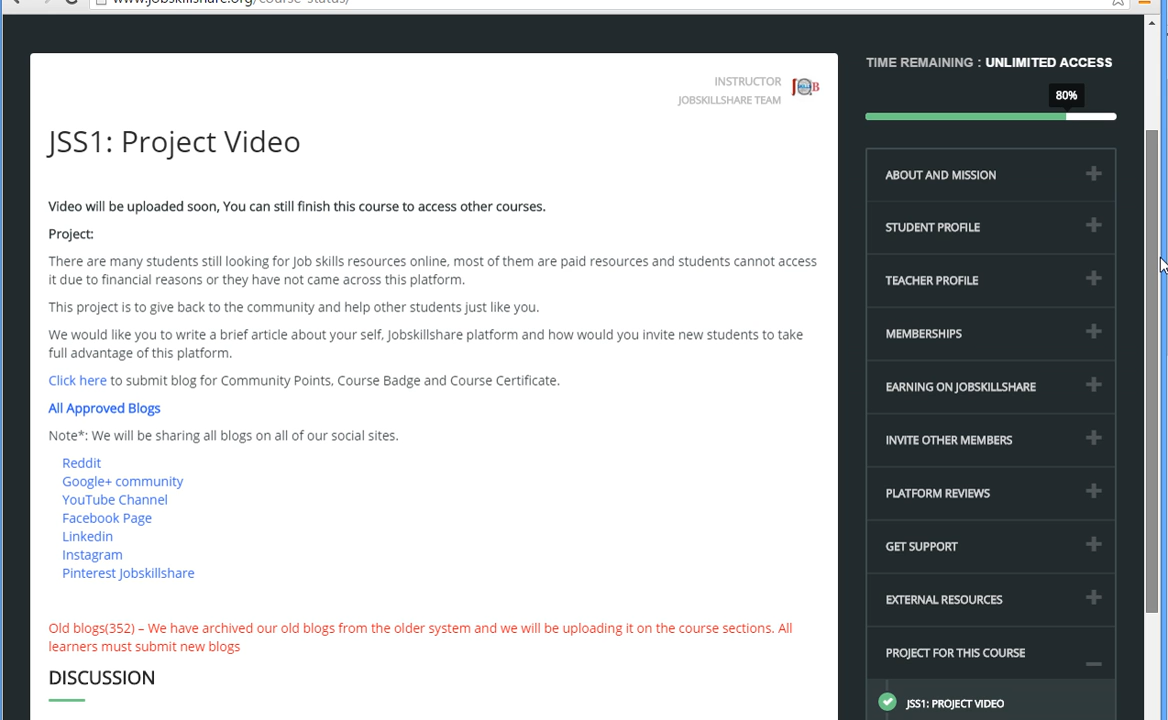 www.jobskillshare.org/course-status/
INSTRUCTOR
JOBSKILLSHARE TEAM
JSS1: Project Video
Video will be uploaded soon, You can still finish this course to access other courses.
Project:
There are many students still looking for Job skills resources online, most of them are paid resources and students cannot access
it due to financial reasons or they have not came across this platform.
This project is to give back to the community and help other students just like you.
We would like you to write a brief article about your self, Jobskillshare platform and how would you invite new students to take
full advantage of this platform.
Click here to submit blog for Community Points, Course Badge and Course Certificate.
All Approved Blogs
Note*: We will be sharing all blogs on all of our social sites.
Reddit
Google+ community
YouTube Channel
Facebook Page
Linkedin
Instagram
Pinterest Jobskillshare
Old blogs(352) – We have archived our old blogs from the older system and we will be uploading it on the course sections. All
learners must submit new blogs
DISCUSSION
TIME REMAINING : UNLIMITED ACCESS
80%
ABOUT AND MISSION
STUDENT PROFILE
TEACHER PROFILE
MEMBERSHIPS
EARNING ON JOBSKILLSHARE
INVITE OTHER MEMBERS
PLATFORM REVIEWS
GET SUPPORT
EXTERNAL RESOURCES
PROJECT FOR THIS COURSE
JSS1: PROJECT VIDEO